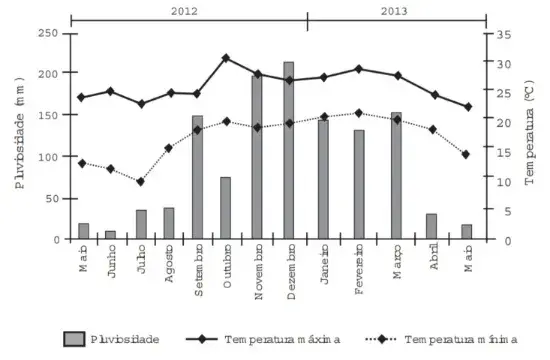 2012
2013
250
200
150
100
50
0
Pluviosidade (mm)
35
30
25
20
15
10
5
0
Temperatura (ºC)
Maio
Junho
Julho
Agosto
Setembro
Outubro
Novembro
Dezembro
Janeiro
Fevereiro
Março
Abril
Maio
Pluviosidade
Temperatura máxima
Temperatura mínima